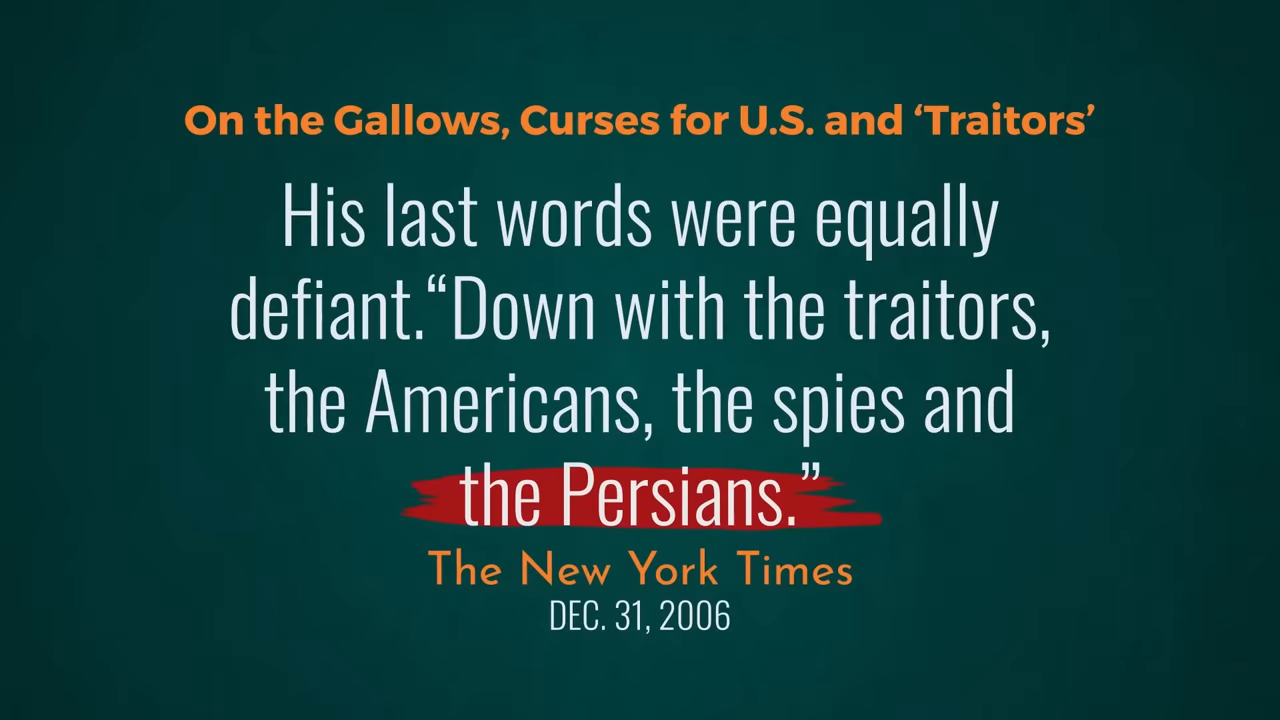 On the Gallows, Curses for U.S. and ‘Traitors’
His last words were equally
defiant.“Down with the traitors,
the Americans, the spies and
the Persians.”
The New York Times
DEC. 31, 2006